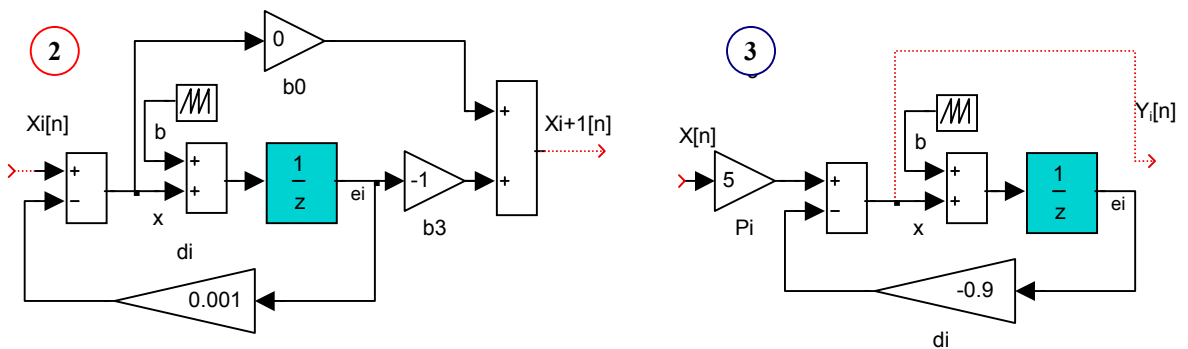 2
0
b0
Xi[n]
b
+
−
+
+
x
1
z
ei
-1
b3
+
+
Xi+1[n]
di
0.001
3
X[n]
5
Pi
+
−
b
+
+
x
1
z
ei
Yi[n]
-0.9
di